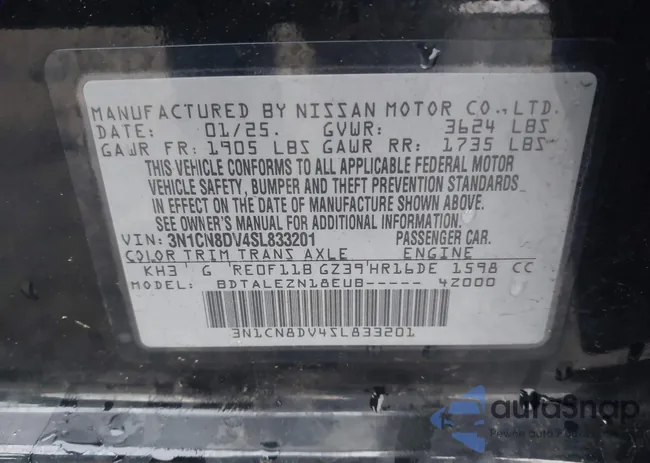 MANUFACTURED BY NISSAN MOTOR CO., LTD.
DATE: 01/25. GVWR: 3624 LBS
GAWR FR: 1905 LBS GAWR RR: 1735 LBS
THIS VEHICLE CONFORMS TO ALL APPLICABLE FEDERAL MOTOR
VEHICLE SAFETY, BUMPER AND THEFT PREVENTION STANDARDS
IN EFFECT ON THE DATE OF MANUFACTURE SHOWN ABOVE.
SEE OWNER'S MANUAL FOR ADDITIONAL INFORMATION.
VIN: 3N1CN8DV4SL833201 PASSENGER CAR.
COLOR TRIM TRANS AXLE ENGINE
KH3 G RE0F11B GZ39 HR16DE 1598 CC
MODEL: BDTALEZN18EUB----- 4Z000
3N1CN8DV4SL833201
autoSnap